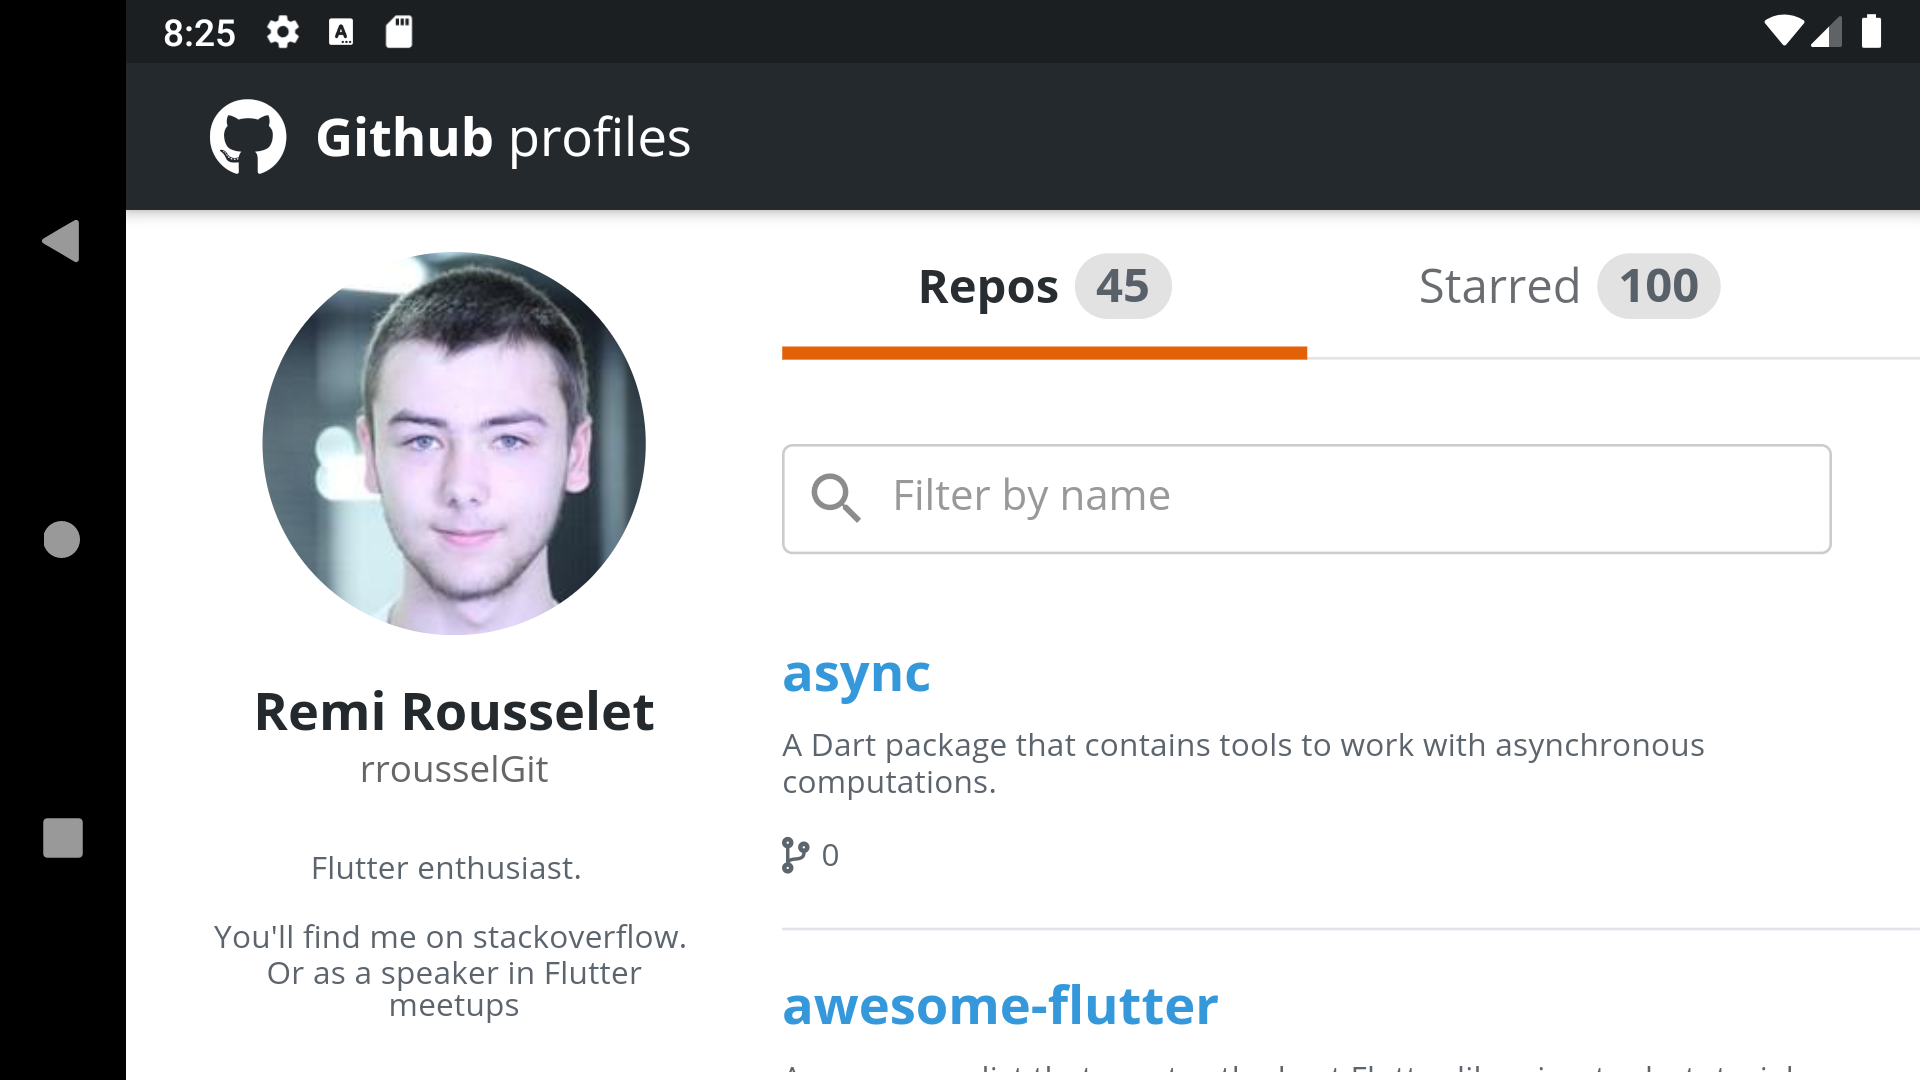 8:25
Github profiles
Repos 45
Starred 100
Filter by name
Remi Rousselet
rrousselGit
Flutter enthusiast.
You'll find me on stackoverflow.
Or as a speaker in Flutter
meetups
async
A Dart package that contains tools to work with asynchronous
computations.
0
awesome-flutter